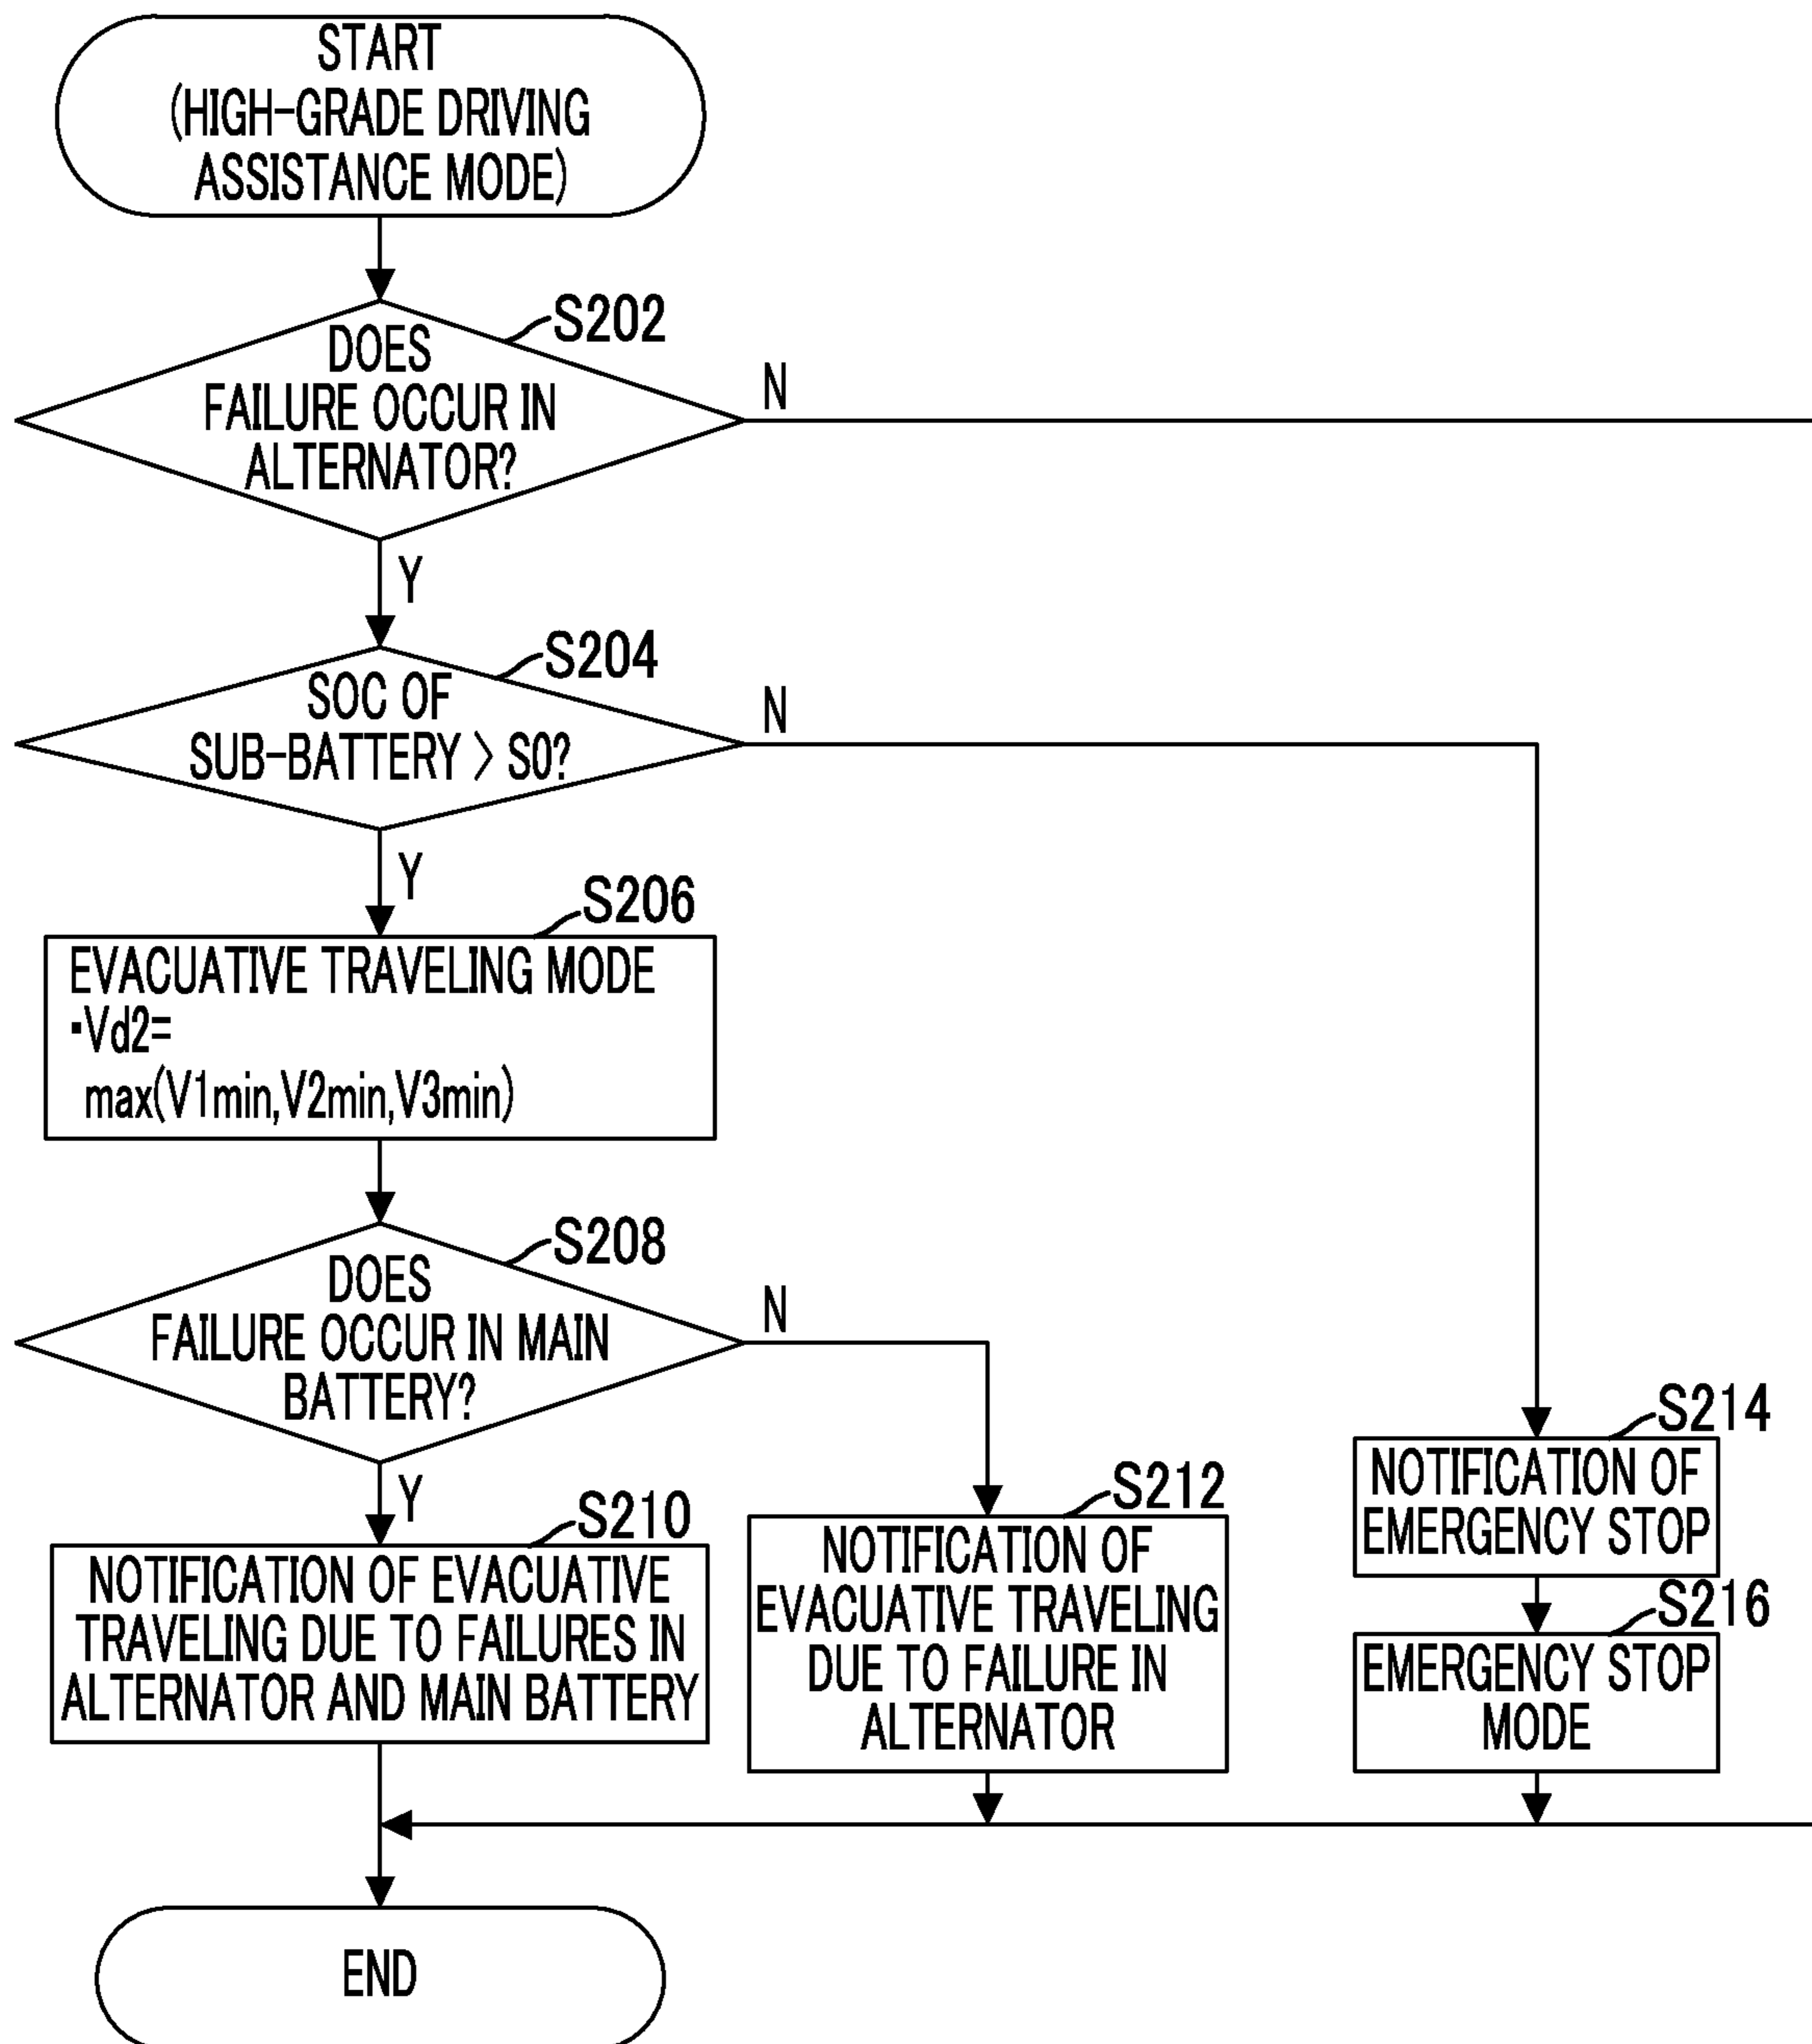 START
(HIGH-GRADE DRIVING
ASSISTANCE MODE)
S202
DOES
FAILURE OCCUR IN
ALTERNATOR?
N
Y
S204
SOC OF
SUB-BATTERY > S0?
N
Y
S206
EVACUATIVE TRAVELING MODE
▪Vd2=
max(V1min,V2min,V3min)
S208
DOES
FAILURE OCCUR IN MAIN
BATTERY?
N
Y
S210
NOTIFICATION OF EVACUATIVE
TRAVELING DUE TO FAILURES IN
ALTERNATOR AND MAIN BATTERY
S212
NOTIFICATION OF
EVACUATIVE TRAVELING
DUE TO FAILURE IN
ALTERNATOR
S214
NOTIFICATION OF
EMERGENCY STOP
S216
EMERGENCY STOP
MODE
END